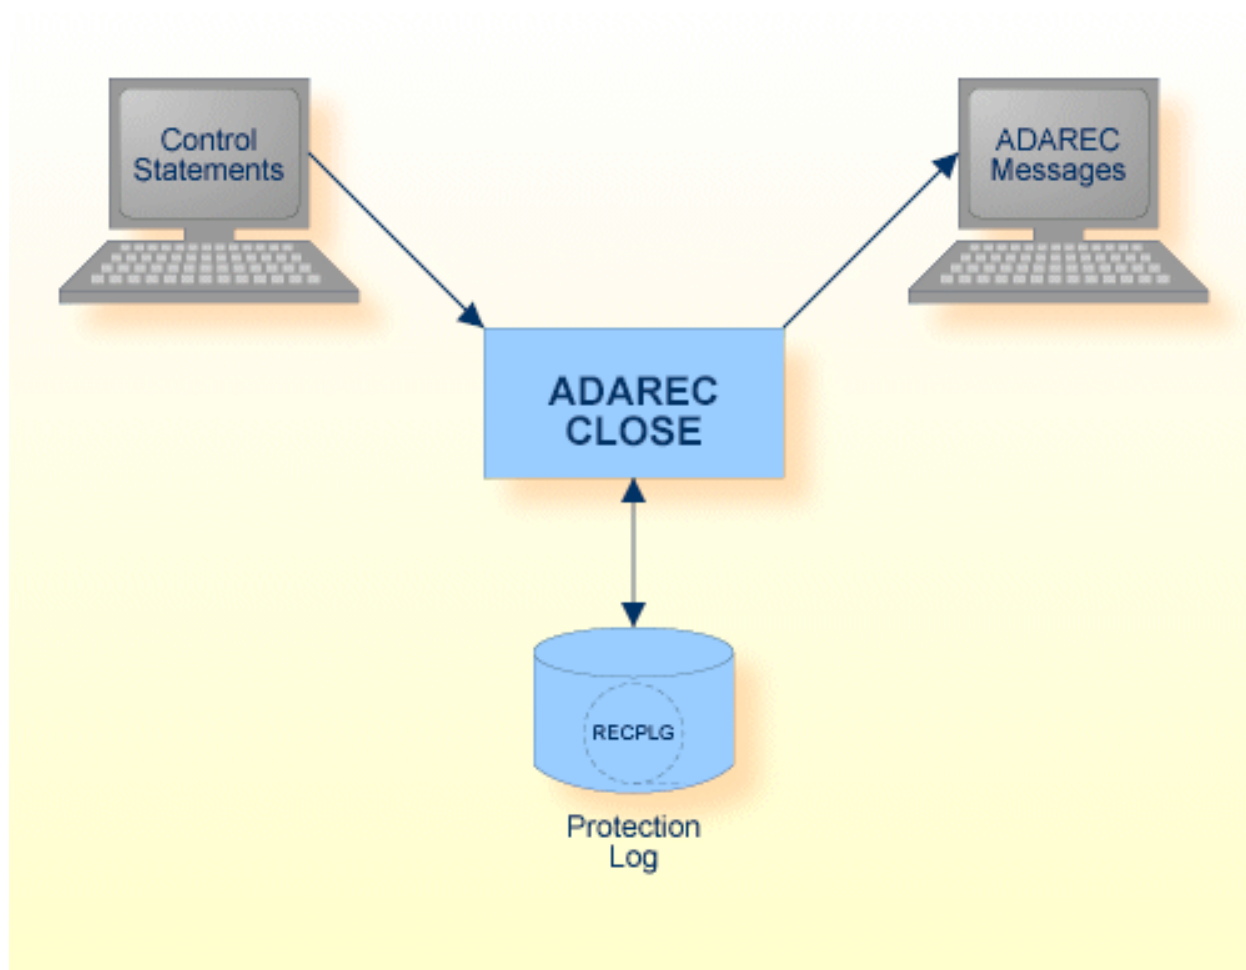 Control
Statements
ADAREC
Messages
ADAREC
CLOSE
RECPLG
Protection
Log